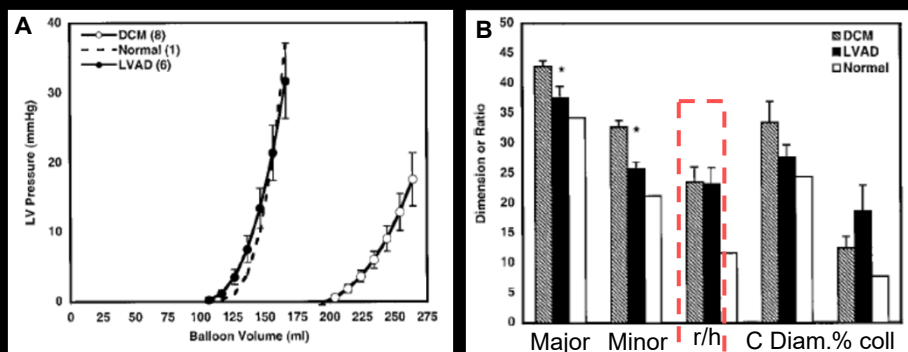 A
40
30
20
10
0
LV Pressure (mmHg)
DCM (8)
Normal (1)
LVAD (6)
0 25 50 75 100 125 150 175 200 225 250 275
Balloon Volume (ml)
B
50
45
40
35
30
25
20
15
10
5
0
Dimension or Ratio
DCM
LVAD
Normal
*
*
Major Minor r/h C Diam.% coll